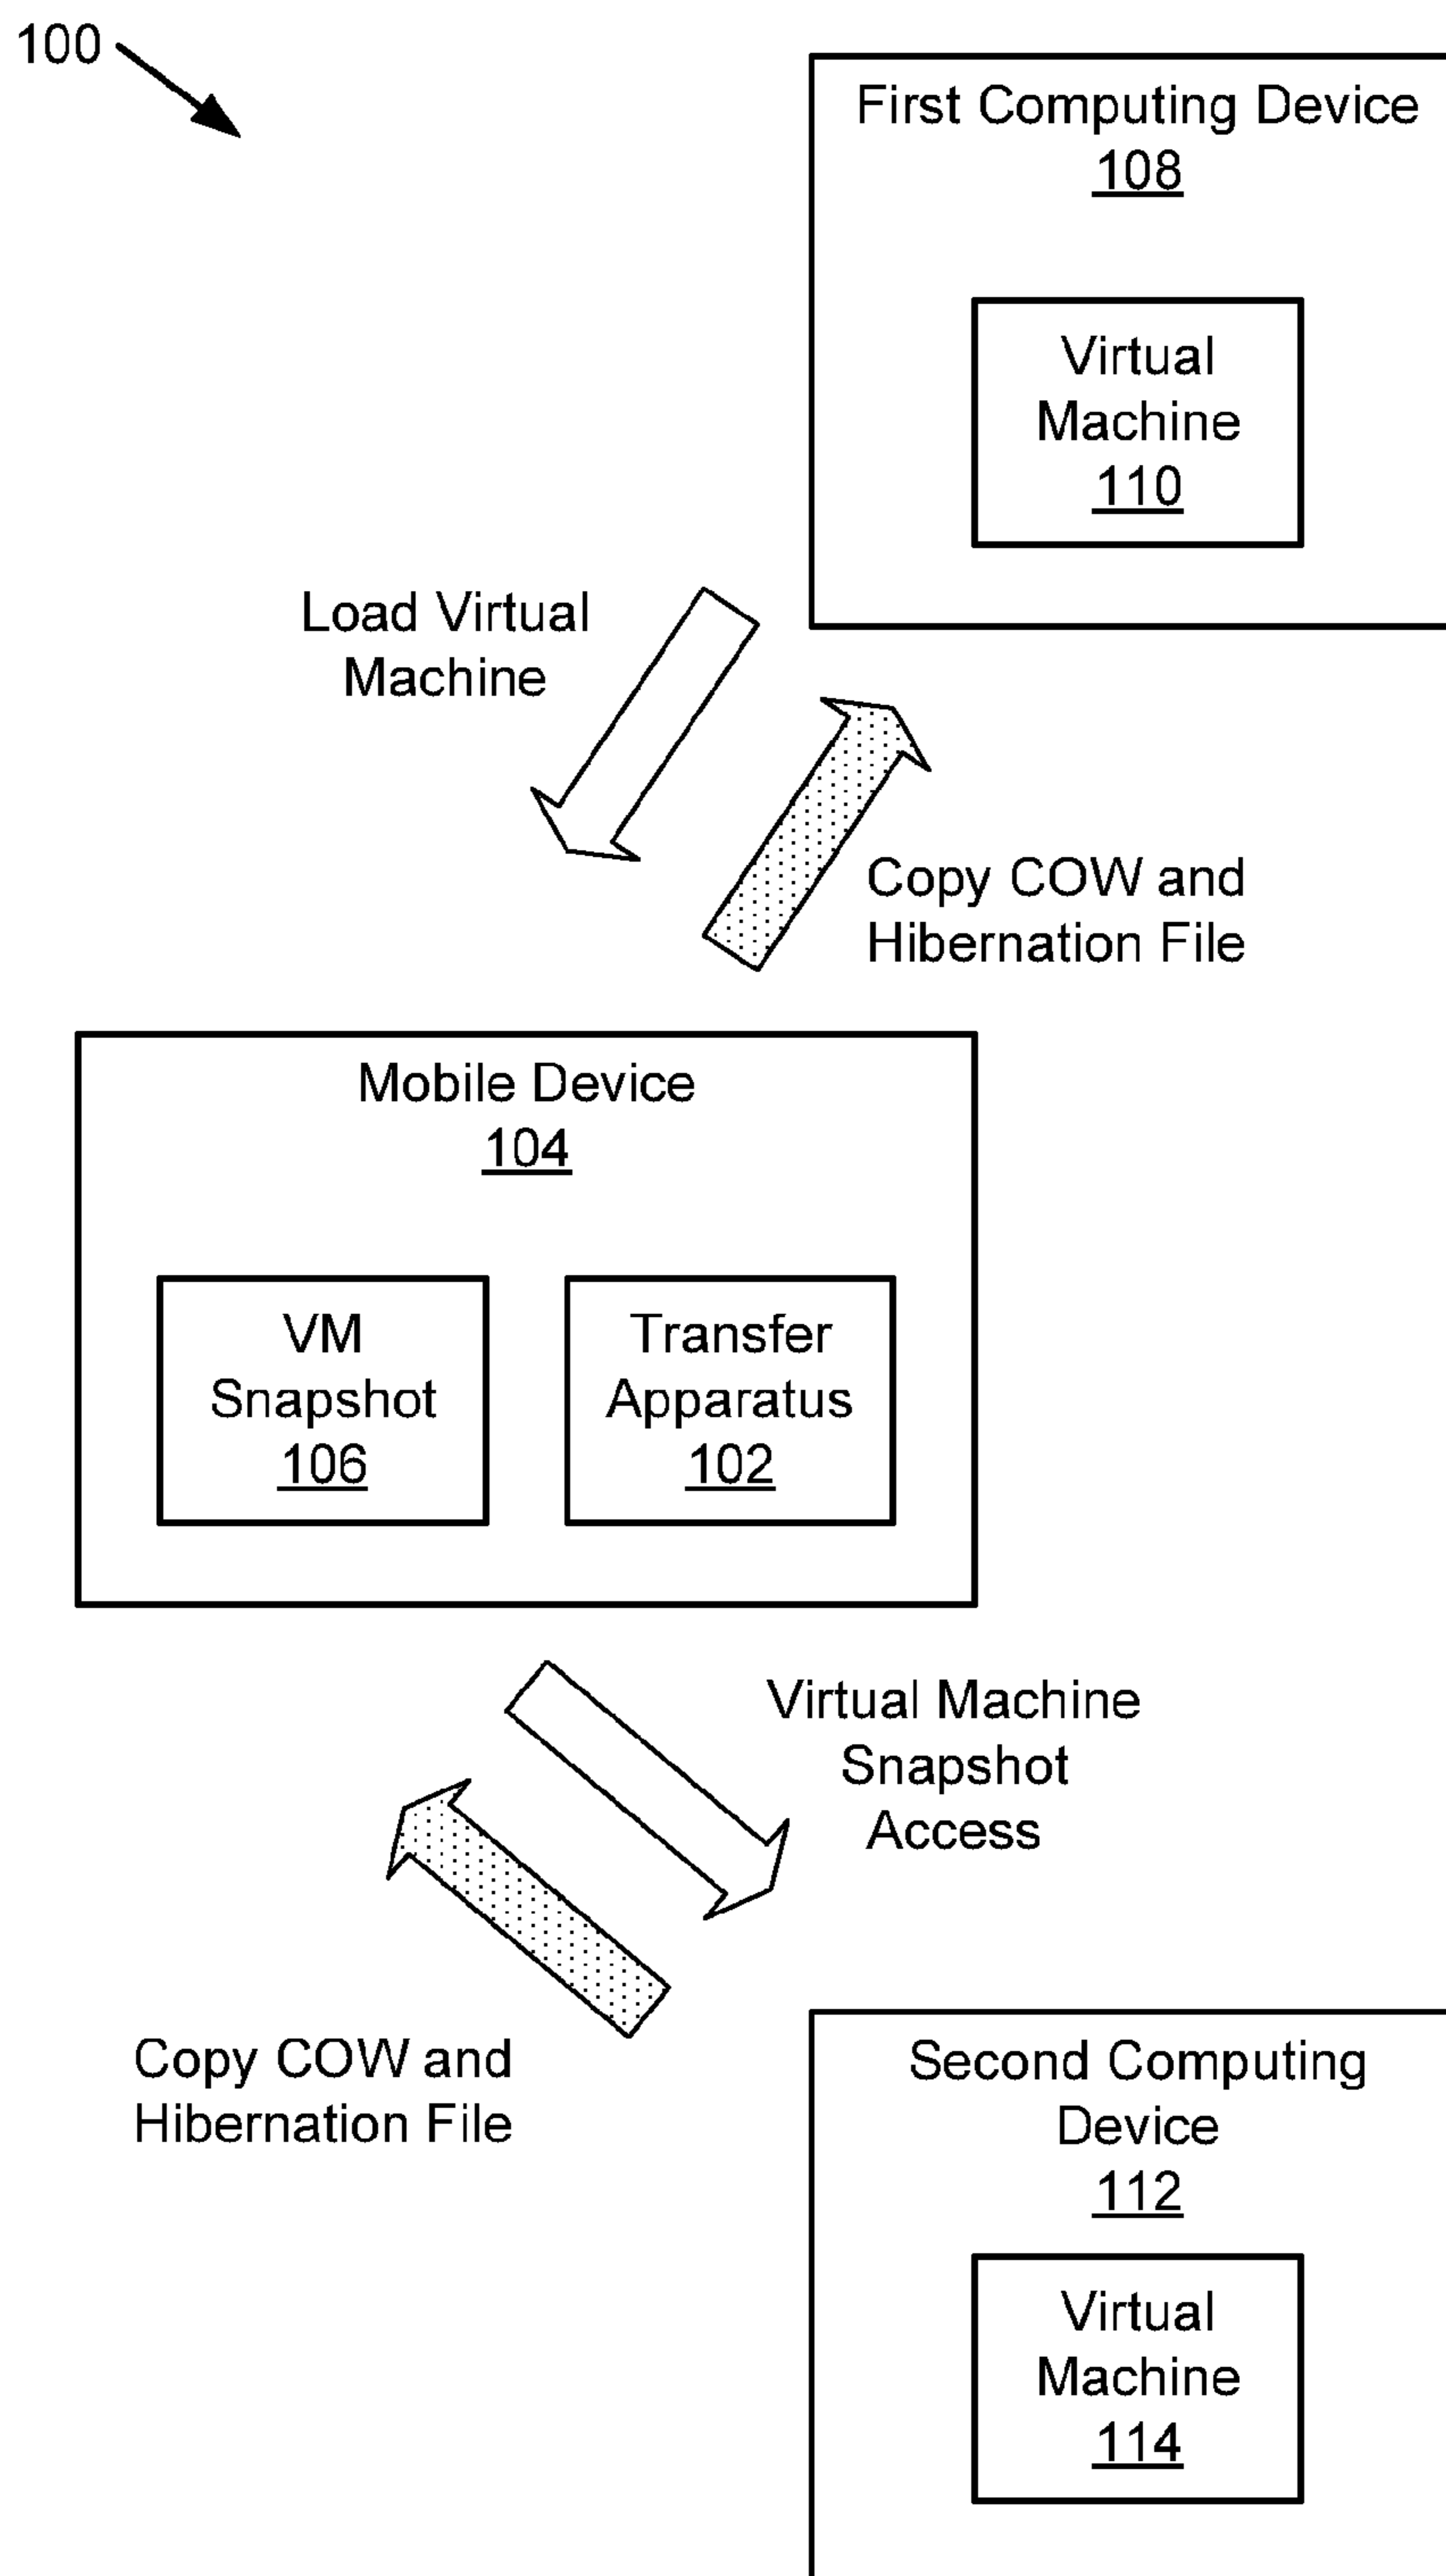 100
First Computing Device
108
Virtual
Machine
110
Load Virtual
Machine
Copy COW and
Hibernation File
Mobile Device
104
VM
Snapshot
106
Transfer
Apparatus
102
Virtual Machine
Snapshot
Access
Copy COW and
Hibernation File
Second Computing
Device
112
Virtual
Machine
114